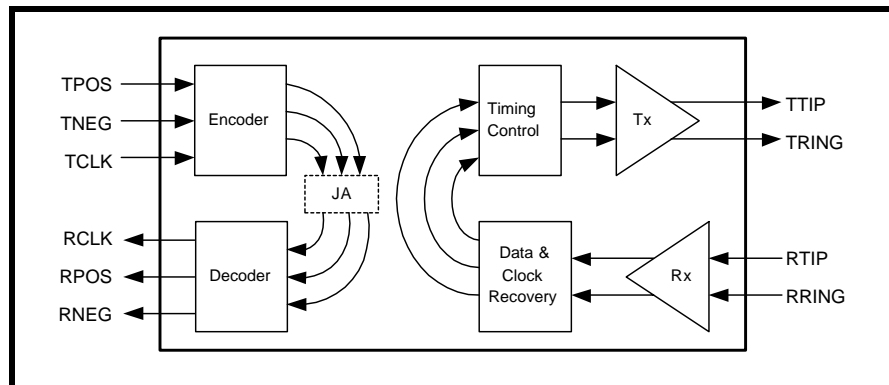 TPOS
TNEG
TCLK
Encoder
JA
RCLK
RPOS
RNEG
Decoder
Timing
Control
Tx
TTIP
TRING
Data &
Clock
Recovery
Rx
RTIP
RRING